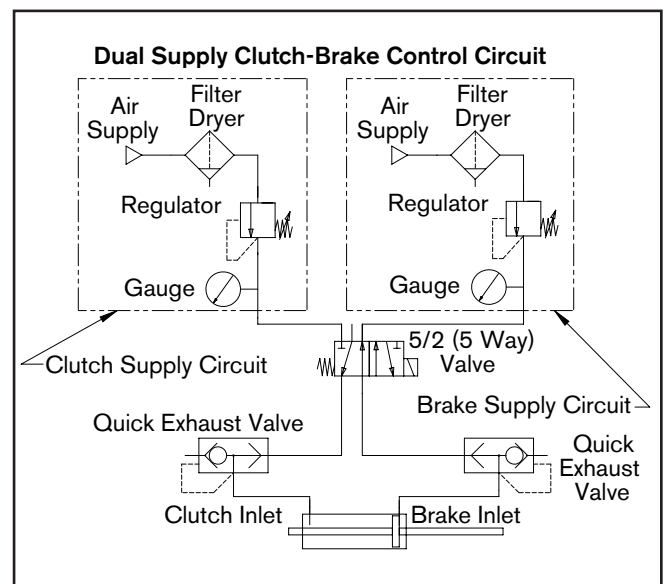 Dual Supply Clutch-Brake Control Circuit
Air
Supply
Filter
Dryer
Regulator
Gauge
Clutch Supply Circuit
Air
Supply
Filter
Dryer
Regulator
Gauge
5/2 (5 Way)
Valve
Brake Supply Circuit
Quick Exhaust Valve
Quick
Exhaust
Valve
Clutch Inlet
Brake Inlet